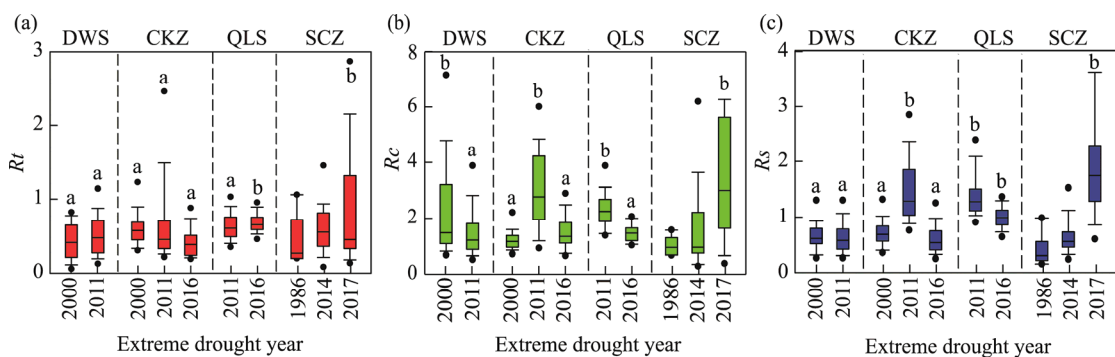 (a)
DWS CKZ QLS SCZ
3
2
1
0
Rt
a a a a a a b b
2000 2011 2000 2011 2016 2011 2016 1986 2014 2017
Extreme drought year
(b)
DWS CKZ QLS SCZ
8
6
4
2
0
Rc
b a a b a b a b
2000 2011 2000 2011 2016 2011 2016 1986 2014 2017
Extreme drought year
(c)
DWS CKZ QLS SCZ
4
3
2
1
0
Rs
a a a b a b a b
2000 2011 2000 2011 2016 2011 2016 1986 2014 2017
Extreme drought year